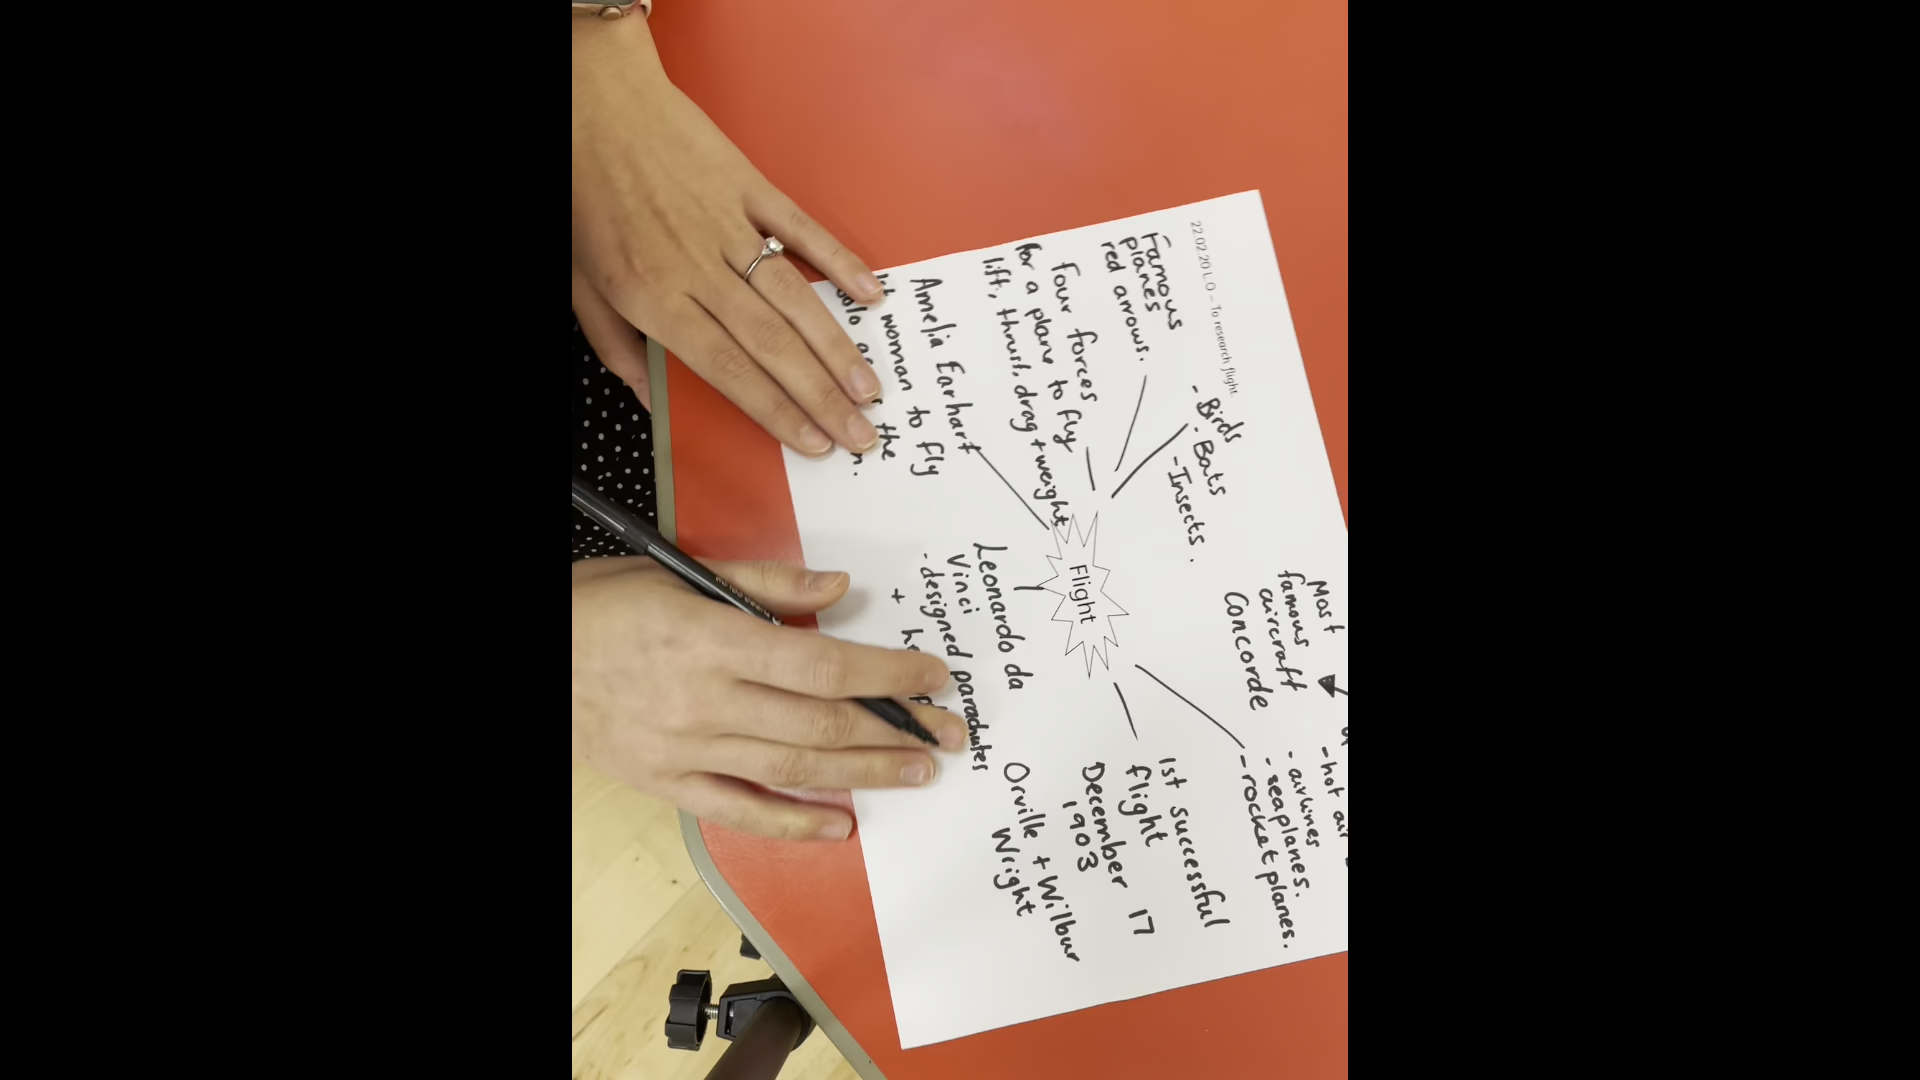 22.02.20 L.O – To research flight.
Famous
planes
red arrows.
- Birds
- Bats
- Insects.
Most
famous
aircraft
Concorde
- hot air
- airlines
- seaplanes.
- rocket planes.
four forces
for a plane to fly
lift, thrust, drag + weight
Flight
1st successful
flight
December 17
1903
Orville + Wilbur
Wright
Amelia Earhart
1st woman to fly
solo the
Leonardo da
Vinci
- designed parachutes
+